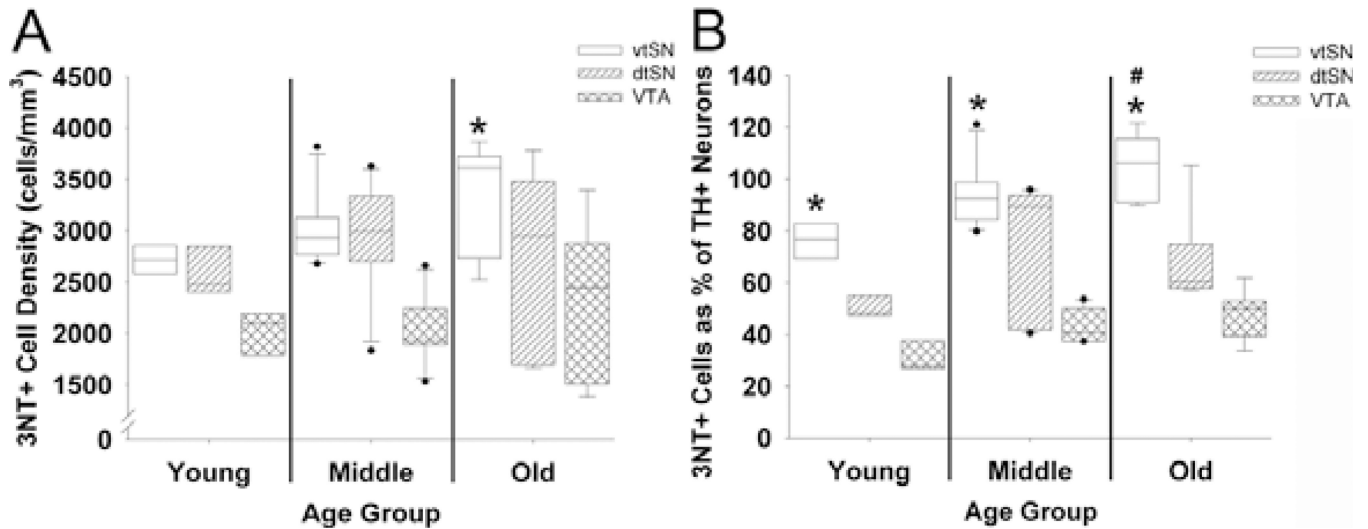 A
vtSN
dtSN
VTA
3NT+ Cell Density (cells/mm³)
4500
4000
3500
3000
2500
2000
1500
0
*
Young
Middle
Old
Age Group
B
vtSN
dtSN
VTA
3NT+ Cells as % of TH+ Neurons
140
120
100
80
60
40
20
0
*
*
#
*
Young
Middle
Old
Age Group